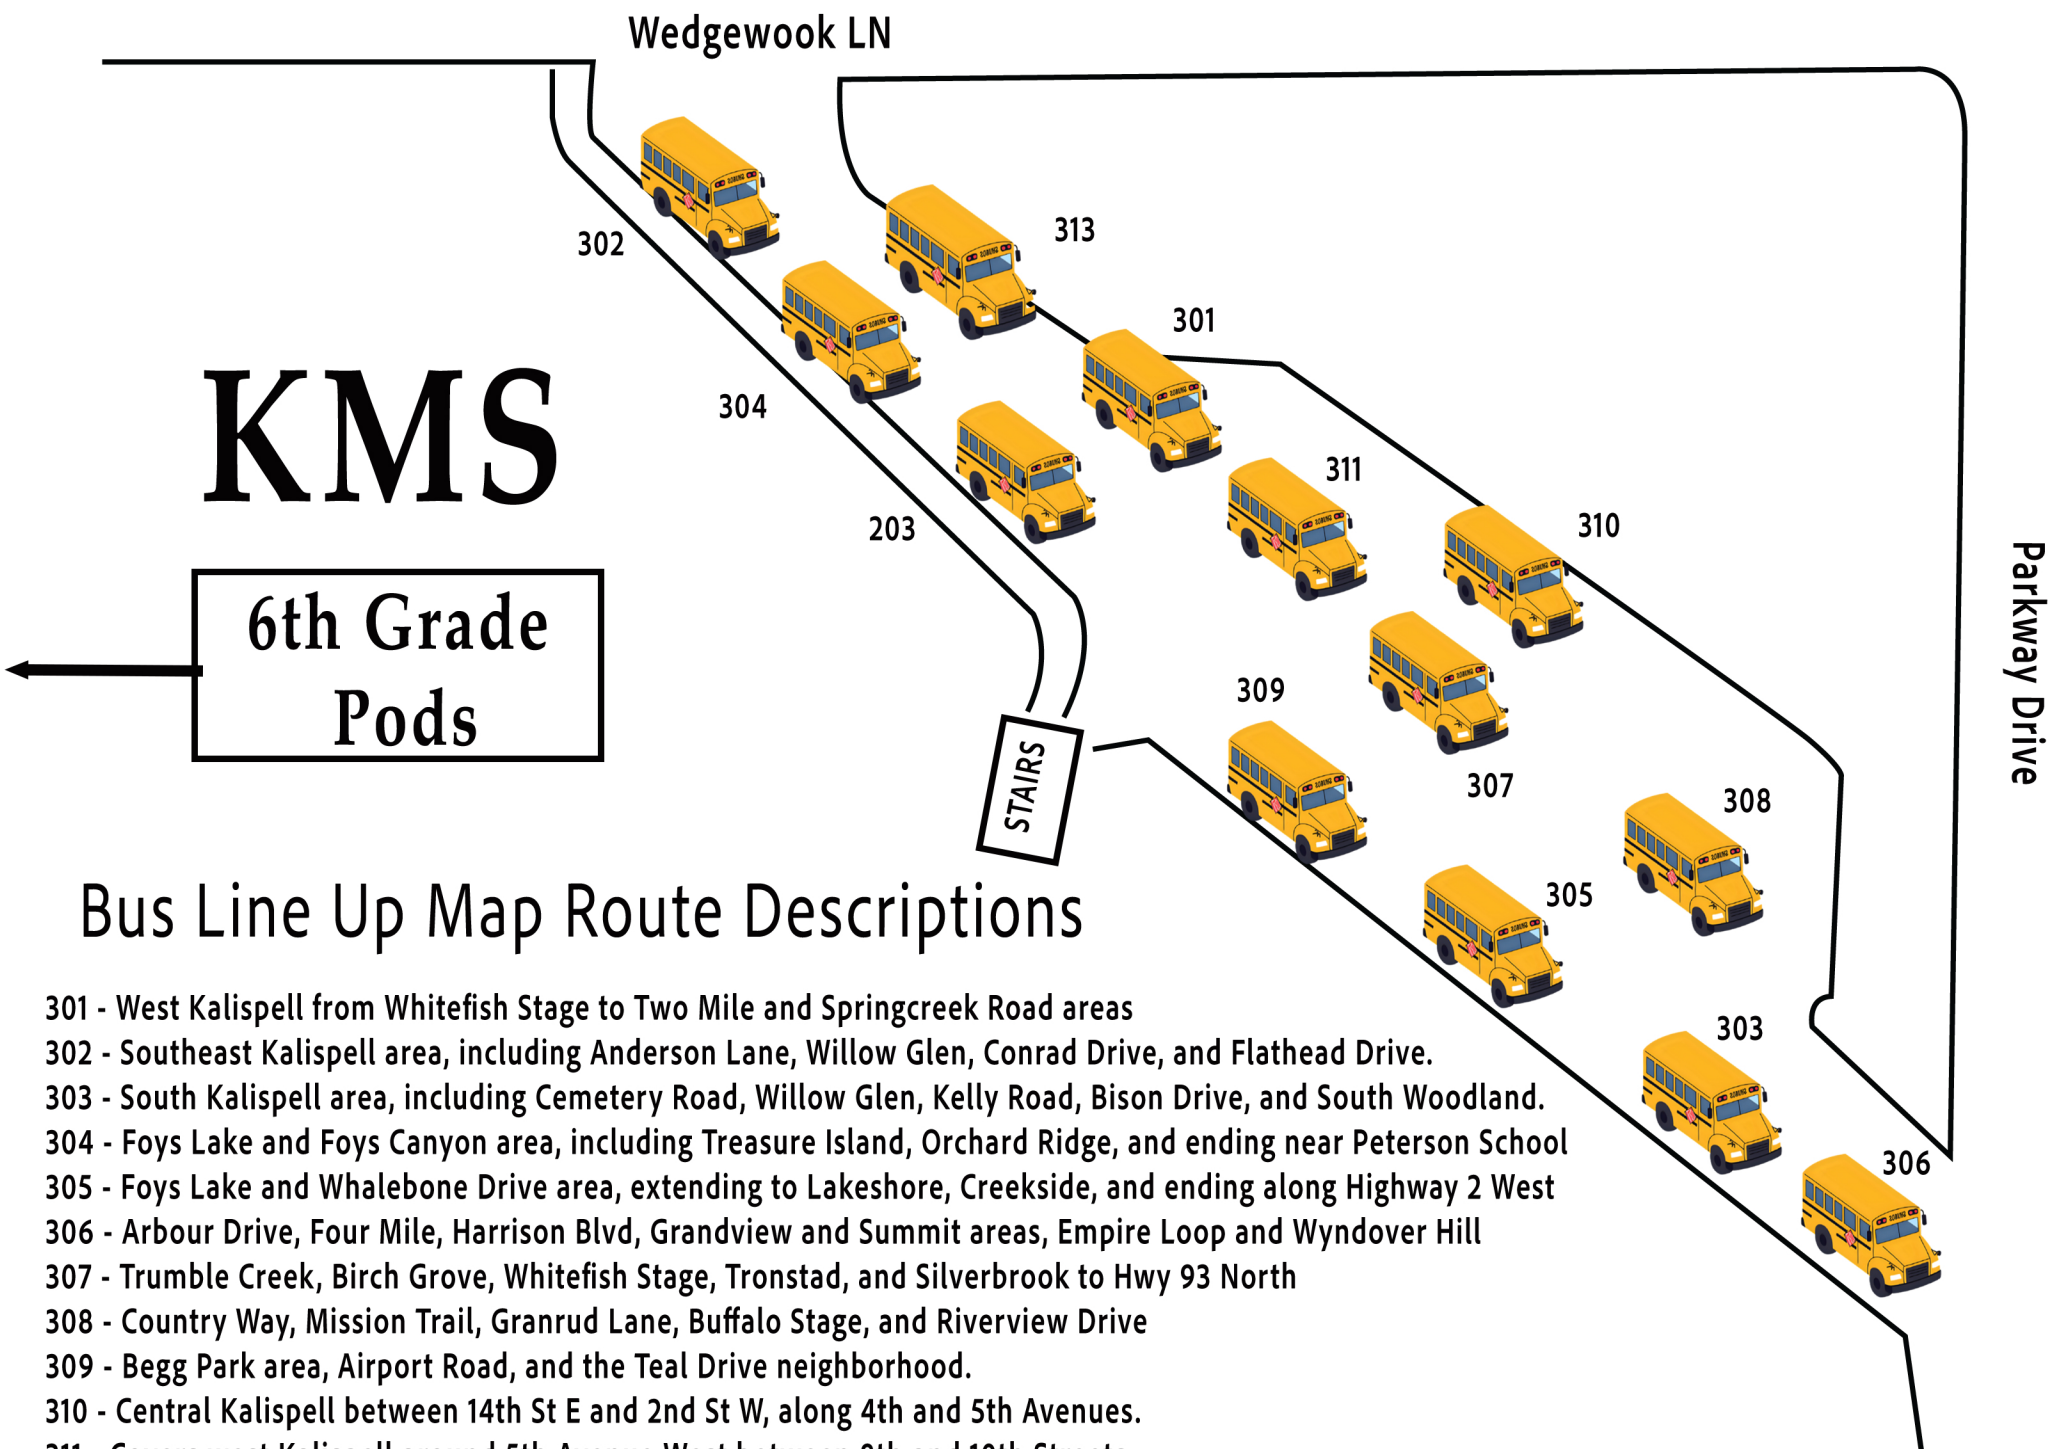 Wedgewook LN
313
302
301
304
311
203
310
KMS
Parkway Drive
6th Grade
Pods
309
STAIRS
307
308
305
303
306
Bus Line Up Map Route Descriptions
301 - West Kalispell from Whitefish Stage to Two Mile and Springcreek Road areas
302 - Southeast Kalispell area, including Anderson Lane, Willow Glen, Conrad Drive, and Flathead Drive.
303 - South Kalispell area, including Cemetery Road, Willow Glen, Kelly Road, Bison Drive, and South Woodland.
304 - Foys Lake and Foys Canyon area, including Treasure Island, Orchard Ridge, and ending near Peterson School
305 - Foys Lake and Whalebone Drive area, extending to Lakeshore, Creekside, and ending along Highway 2 West
306 - Arbour Drive, Four Mile, Harrison Blvd, Grandview and Summit areas, Empire Loop and Wyndover Hill
307 - Trumble Creek, Birch Grove, Whitefish Stage, Tronstad, and Silverbrook to Hwy 93 North
308 - Country Way, Mission Trail, Granrud Lane, Buffalo Stage, and Riverview Drive
309 - Begg Park area, Airport Road, and the Teal Drive neighborhood.
310 - Central Kalispell between 14th St E and 2nd St W, along 4th and 5th Avenues.